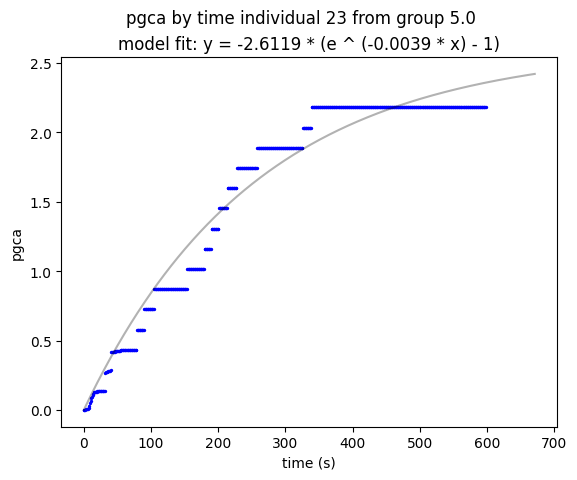 pgca by time individual 23 from group 5.0
model fit: y = -2.6119 * (e ^ (-0.0039 * x) - 1)
2.5
2.0
1.5
1.0
0.5
0.0
pgca
0 100 200 300 400 500 600 700
time (s)